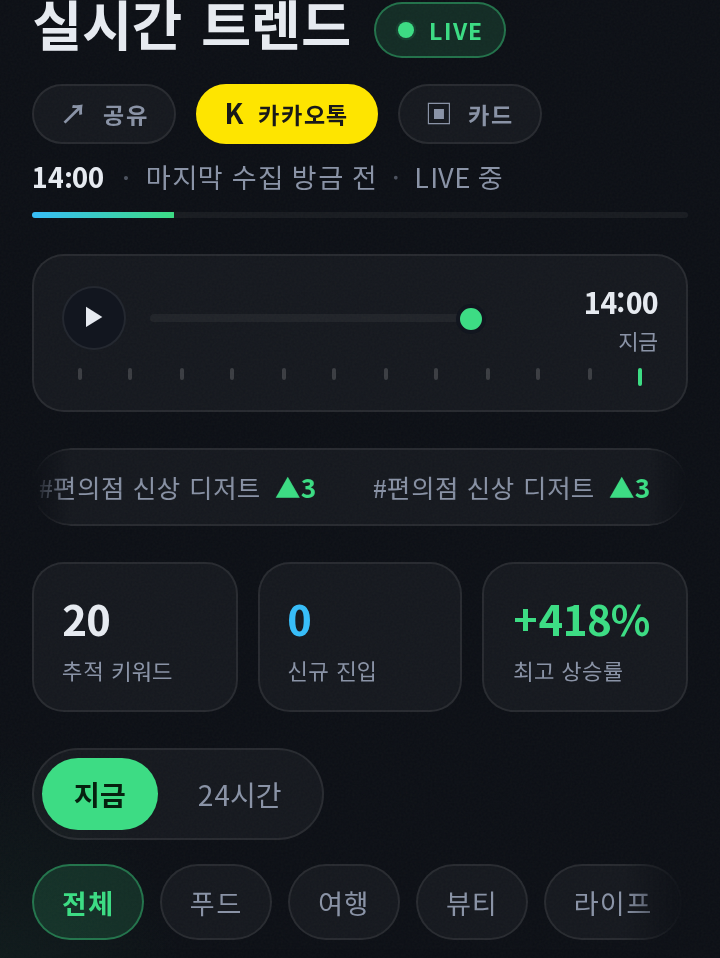 실시간 트렌드 LIVE
↗ 공유 K 카카오톡 ▣ 카드
14:00 · 마지막 수집 방금 전 · LIVE 중
14:00
지금
#편의점 신상 디저트 ▲3 #편의점 신상 디저트 ▲3
20 0 +418%
추적 키워드 신규 진입 최고 상승률
지금 24시간
전체 푸드 여행 뷰티 라이프